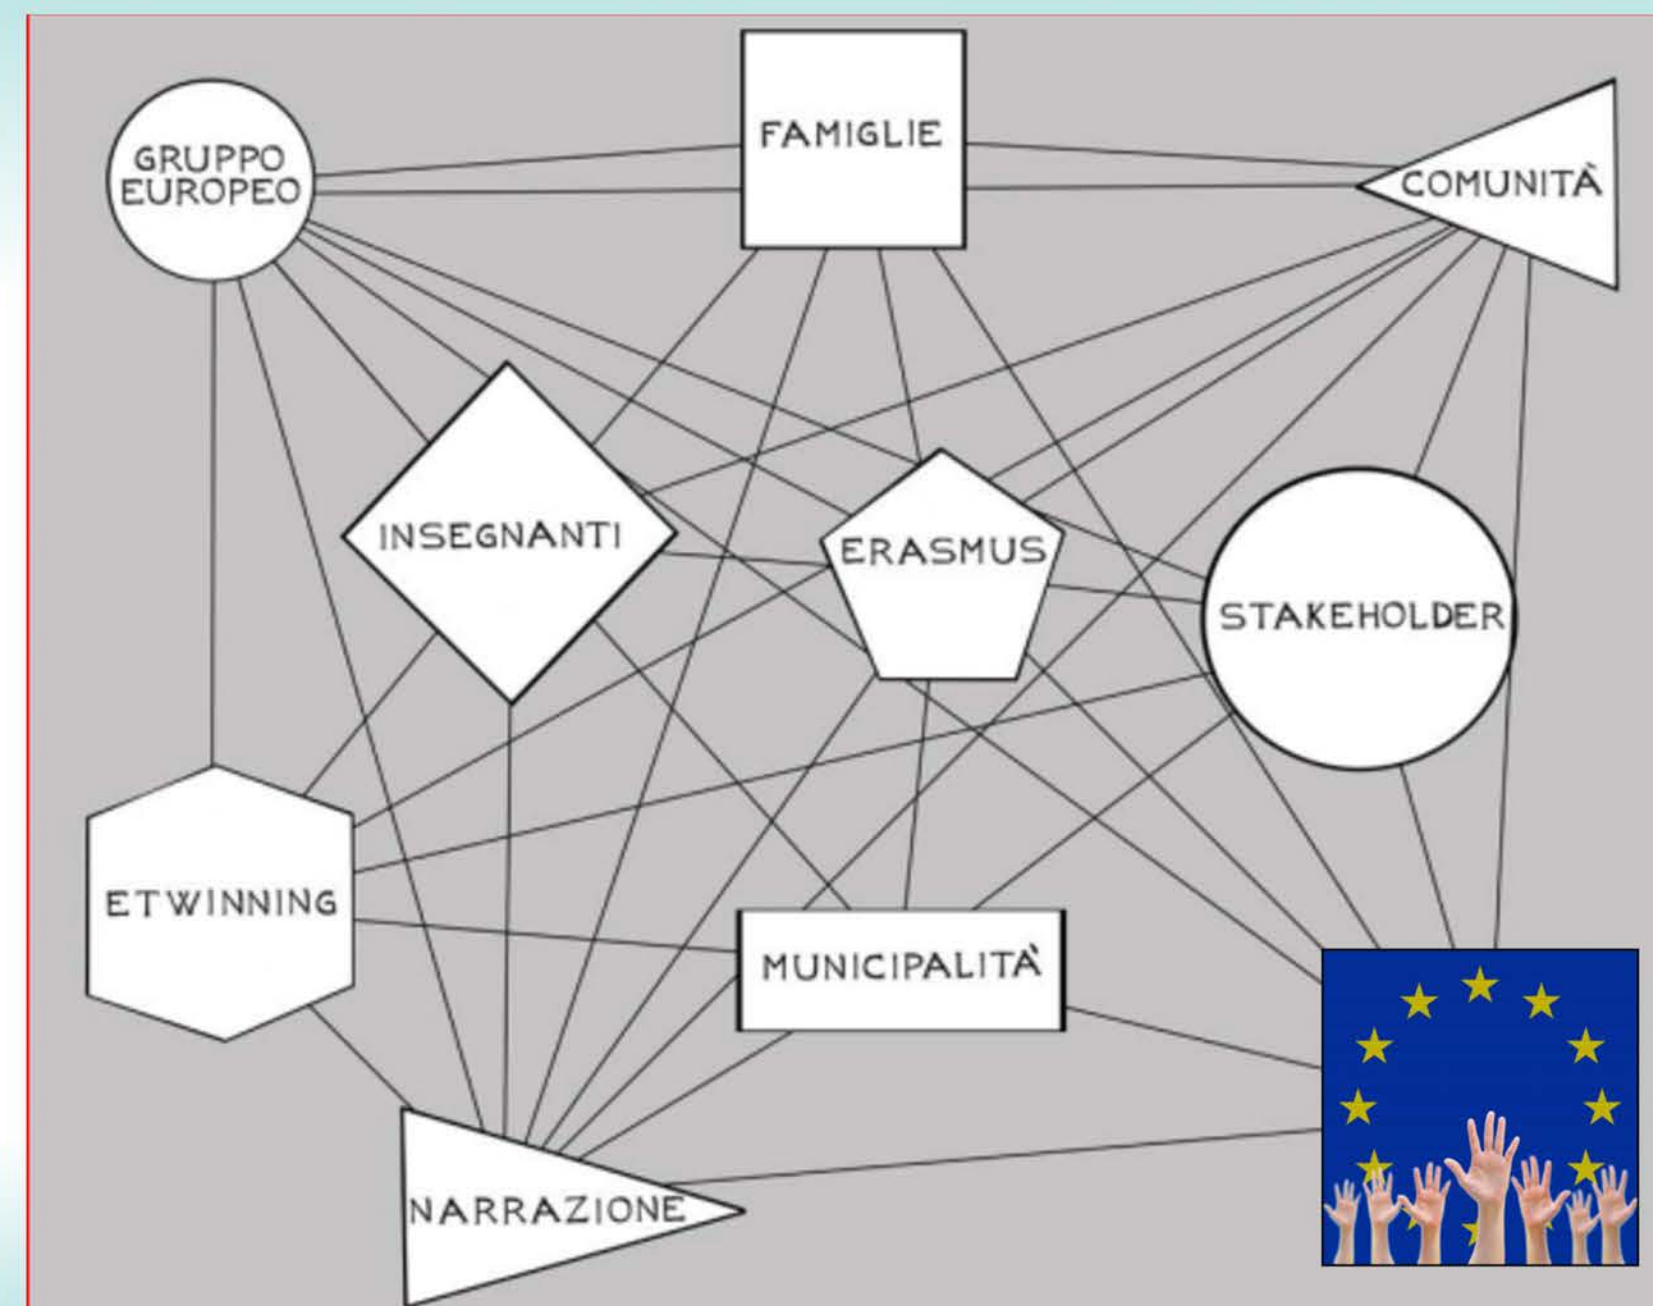 GRUPPO
EUROPEO
FAMIGLIE
COMUNITÀ
INSEGNANTI
ERASMUS
STAKEHOLDER
ETWINNING
MUNICIPALITÀ
NARRAZIONE